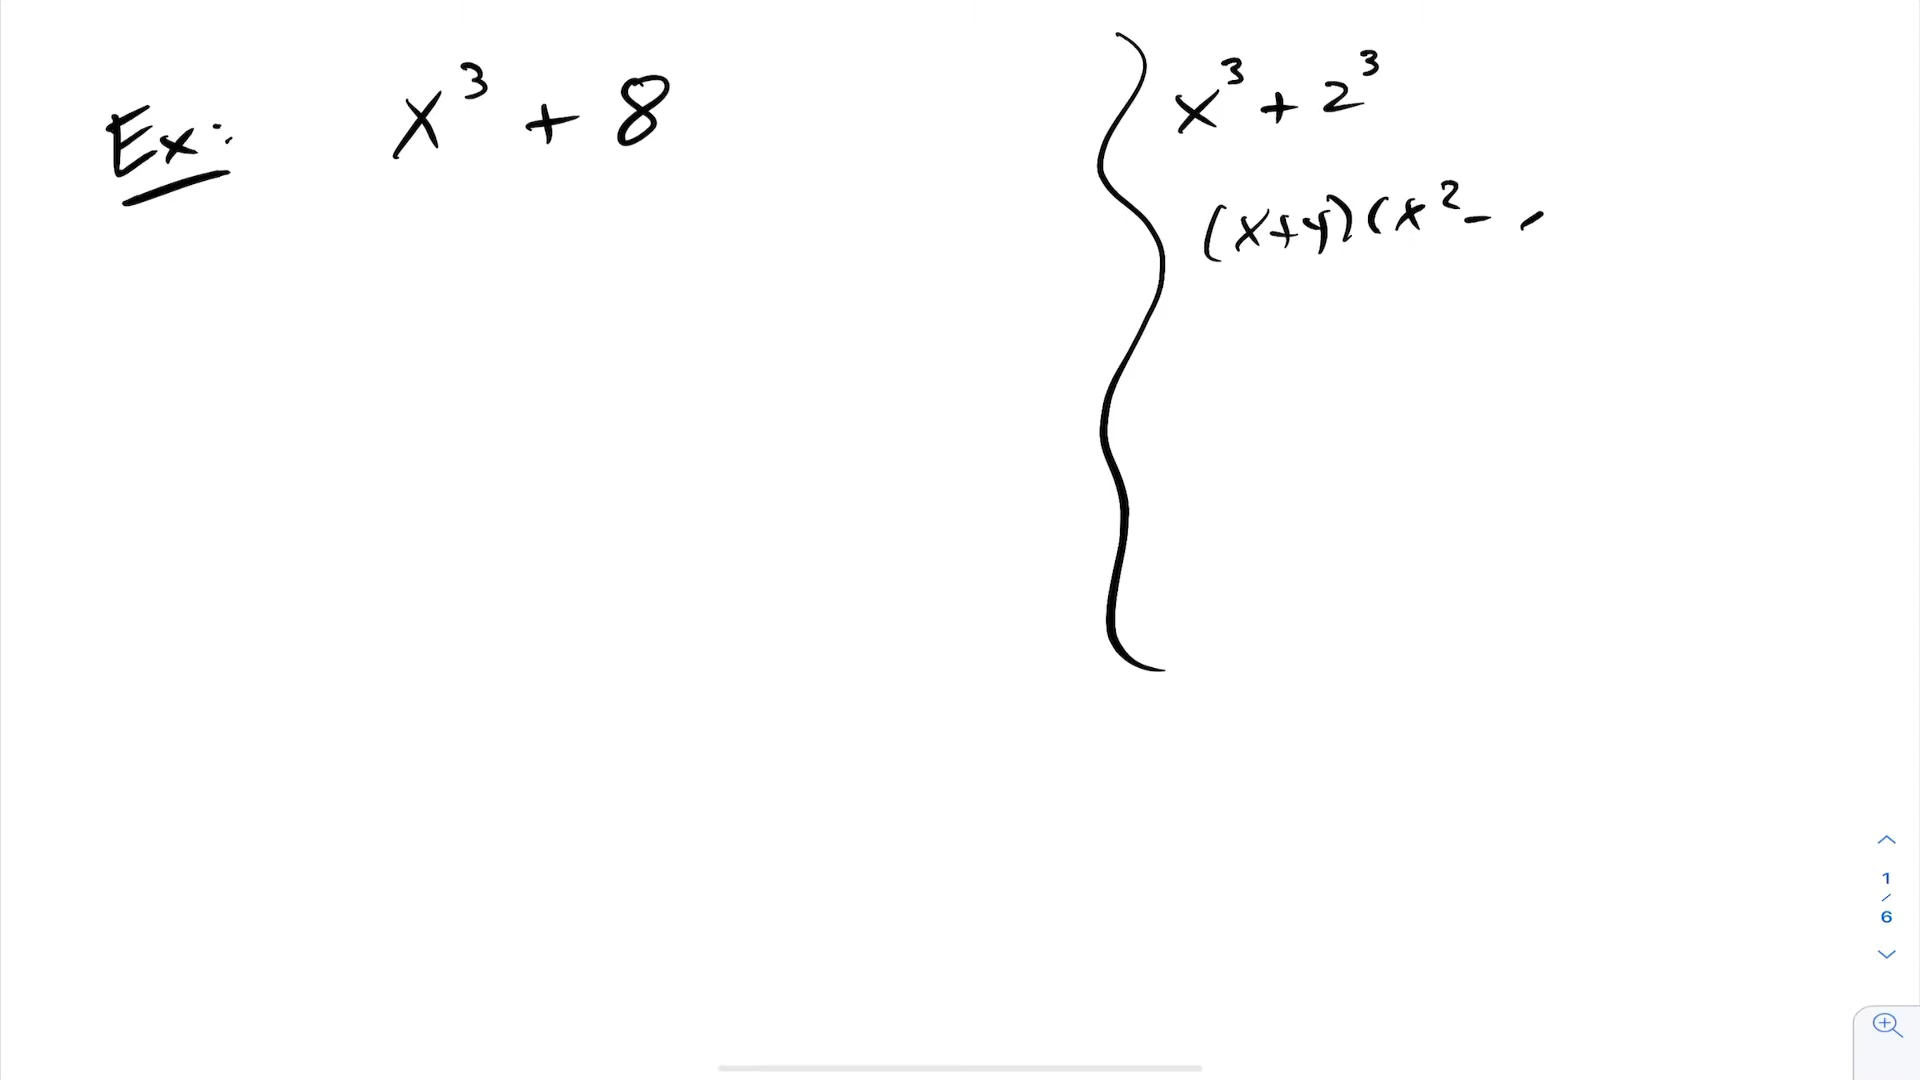 Ex: x³ + 8
x³ + 2³
(x+y)(x² -
1
/
6